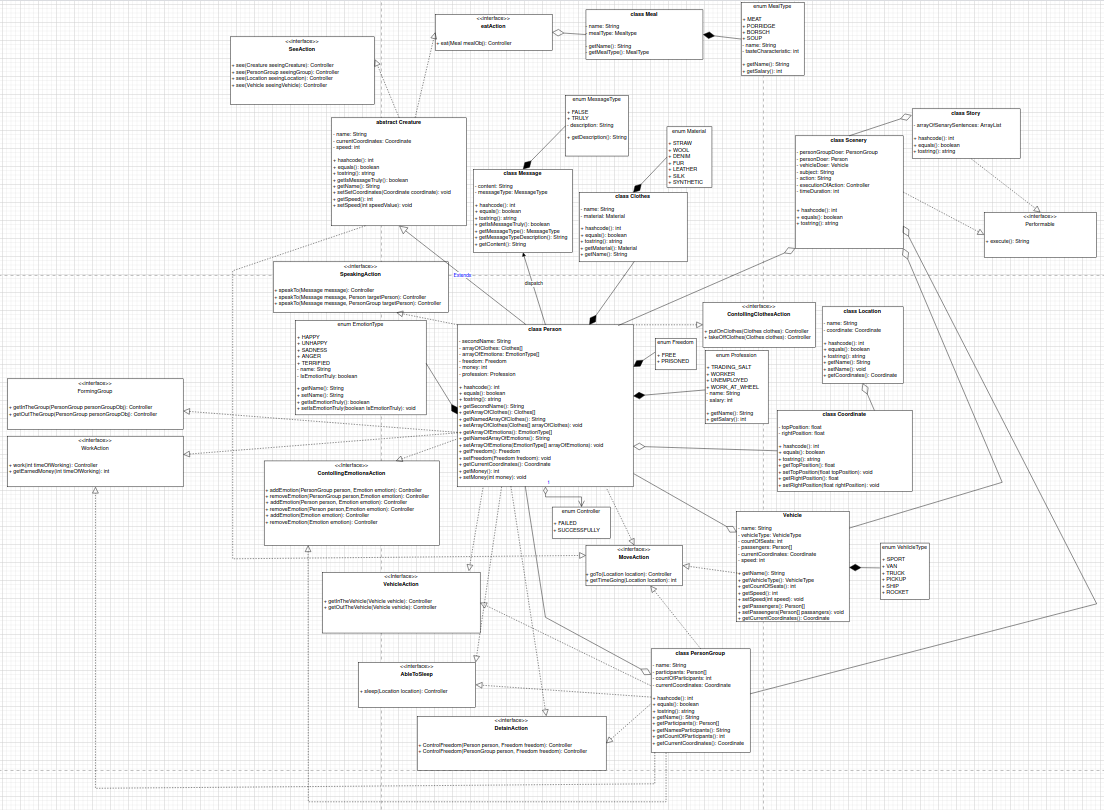 <<interface>>
eatAction
+ eat(Meal mealObj): Controller
class Meal
- name: String
- mealType: Mealtype
- getName(): String
- getMealType(): MealType
enum MealType
+ MEAT
+ PORRIDGE
+ BORSCH
+ SOUP
- name: String
- tasteCharacteristic: int
+ getName(): String
+ getSalary(): int
<<interface>>
SeeAction
+ see(Creature seeingCreature): Controller
+ see(PersonGroup seeingGroup): Controller
+ see(Location seeingLocation): Controller
+ see(Vehicle seeingVehicle): Controller
abstract Creature
- name: String
- currentCoordinates: Coordinate
- speed: int
+ hashcode(): int
+ equals(): boolean
+ tostring(): string
+ getIsMessageTruly(): boolean
+ getName(): String
+ setSetCoordinates(Coordinate coordinate): void
+ getSpeed(): int
+ setSpeed(int speedValue): void
enum MessageType
+ FALSE
+ TRULY
- description: String
+ getDescription(): String
enum Material
+ STRAW
+ WOOL
+ DENIM
+ FUR
+ LEATHER
+ SILK
+ SYNTHETIC
class Message
- content: String
- messageType: MessageType
+ hashcode(): int
+ equals(): boolean
+ tostring(): string
+ getIsMessageTruly(): boolean
+ getMessageType(): MessageType
+ getMessageTypeDescription(): String
+ getContent(): String
class Clothes
- name: String
- material: Material
+ hashcode(): int
+ equals(): boolean
+ tostring(): string
+ getMaterial(): Material
+ getName(): String
class Scenery
- personGroupDoer: PersonGroup
- personDoer: Person
- vehicleDoer: Vehicle
- subject: String
- action: String
- executionOfAction: Controller
- timeDuration: int
+ hashcode(): int
+ equals(): boolean
+ tostring(): string
class Story
- arrayOfSenarySentences: ArrayList
+ hashcode(): int
+ equals(): boolean
+ tostring(): string
<<interface>>
Performable
+ execute(): String
Extends
dispatch
<<interface>>
SpeakingAction
+ speakTo(Message message): Controller
+ speakTo(Message message, Person targetPerson): Controller
+ speakTo(Message message, PersonGroup targetPerson): Controller
enum EmotionType
+ HAPPY
+ UNHAPPY
+ SADNESS
+ ANGER
+ TERRIFIED
- name: String
- isEmotionTruly: boolean
+ getName(): String
+ setName(): String
+ getIsEmotionTruly(): boolean
+ setIsEmotionTruly(boolean IsEmotionTruly): void
class Person
- secondName: String
- arrayOfClothes: Clothes[]
- arrayOfEmotions: EmotionType[]
- freedom: Freedom
- money: int
- profession: Profession
+ hashcode(): int
+ equals(): boolean
+ tostring(): string
+ getSecondName(): String
+ getArrayOfClothes(): Clothes[]
+ getNamedArrayOfClothes(): String
+ setArrayOfClothes(Clothes[] arrayOfClothes): void
+ getArrayOfEmotions(): EmotionType[]
+ getNamedArrayOfEmotions(): String
+ setArrayOfEmotions(EmotionType[] arrayOfEmotions): void
+ getFreedom(): Freedom
+ setFreedom(Freedom fredoom): void
+ getCurrentCoordinates(): Coordinate
+ getMoney(): int
+ setMoney(int money): void
1
<<interface>>
ContollingClothesAction
+ putOnClothes(Clothes clothes): Controller
+ takeOffClothes(Clothes clothes): Controller
enum Freedom
+ FREE
+ PRISONED
enum Profession
+ TRADING_SALT
+ WORKER
+ UNEMPLOYED
+ WORK_AT_WHEEL
- name: String
- salary: int
+ getName(): String
+ getSalary(): int
class Location
- name: String
- coordinate: Coordinate
+ hashcode(): int
+ equals(): boolean
+ tostring(): string
+ getName(): String
+ setName(): void
+ getCoordinates(): Coordinate
class Coordinate
- topPosition: float
- rightPosition: float
+ hashcode(): int
+ equals(): boolean
+ tostring(): string
+ getTopPosition(): float
+ setTopPosition(float topPosition): void
+ getRightPosition(): float
+ setRightPosition(float rightPosition): void
<<interface>>
FormingGroup
+ getInTheGroup(PersonGroup personGroupObj): Controller
+ getOutTheGroup(PersonGroup personGroupObj): Controller
<<interface>>
WorkAction
+ work(int timeOfWorking): Controller
+ getEarnedMoney(int timeOfWorking): int
<<interface>>
ContollingEmotionsAction
+ addEmotion(PersonGroup person, Emotion emotion): Controller
+ removeEmotion(PersonGroup person,Emotion emotion): Controller
+ addEmotion(Person person, Emotion emotion): Controller
+ removeEmotion(Person person,Emotion emotion): Controller
+ addEmotion(Emotion emotion): Controller
+ removeEmotion(Emotion emotion): Controller
enum Controller
+ FAILED
+ SUCCESSFULLY
<<interface>>
MoveAction
+ goTo(Location location): Controller
+ getTimeGoing(Location location): int
Vehicle
- name: String
- vehicleType: VehicleType
- countOfSeats: int
- passengers: Person[]
- currentCoordinates: Coordinate
- speed: int
+ getName(): String
+ getVehicleType(): VehicleType
+ getCountOfSeats(): int
+ getSpeed(): int
+ setSpeed(int speed): void
+ getPassengers(): Person[]
+ setPassengers(Person[] passengers): void
+ getCurrentCoordinates(): Coordinate
enum VehicleType
+ SPORT
+ VAN
+ TRUCK
+ PICKUP
+ SHIP
+ ROCKET
<<interface>>
VehicleAction
+ getInTheVehicle(Vehicle vehicle): Controller
+ getOutTheVehicle(Vehicle vehicle): Controller
<<interface>>
AbleToSleep
+ sleep(Location location): Controller
<<interface>>
DetainAction
+ ControlFreedom(Person person, Freedom freedom): Controller
+ ControlFreedom(PersonGroup person, Freedom freedom): Controller
class PersonGroup
- name: String
- participants: Person[]
- countOfParticipants: int
- currentCoordinates: Coordinate
+ hashcode(): int
+ equals(): boolean
+ tostring(): string
+ getName(): String
+ getParticipants(): Person[]
+ getNamesParticipants(): String
+ getCountOfParticipants(): int
+ getCurrentCoordinates(): Coordinate